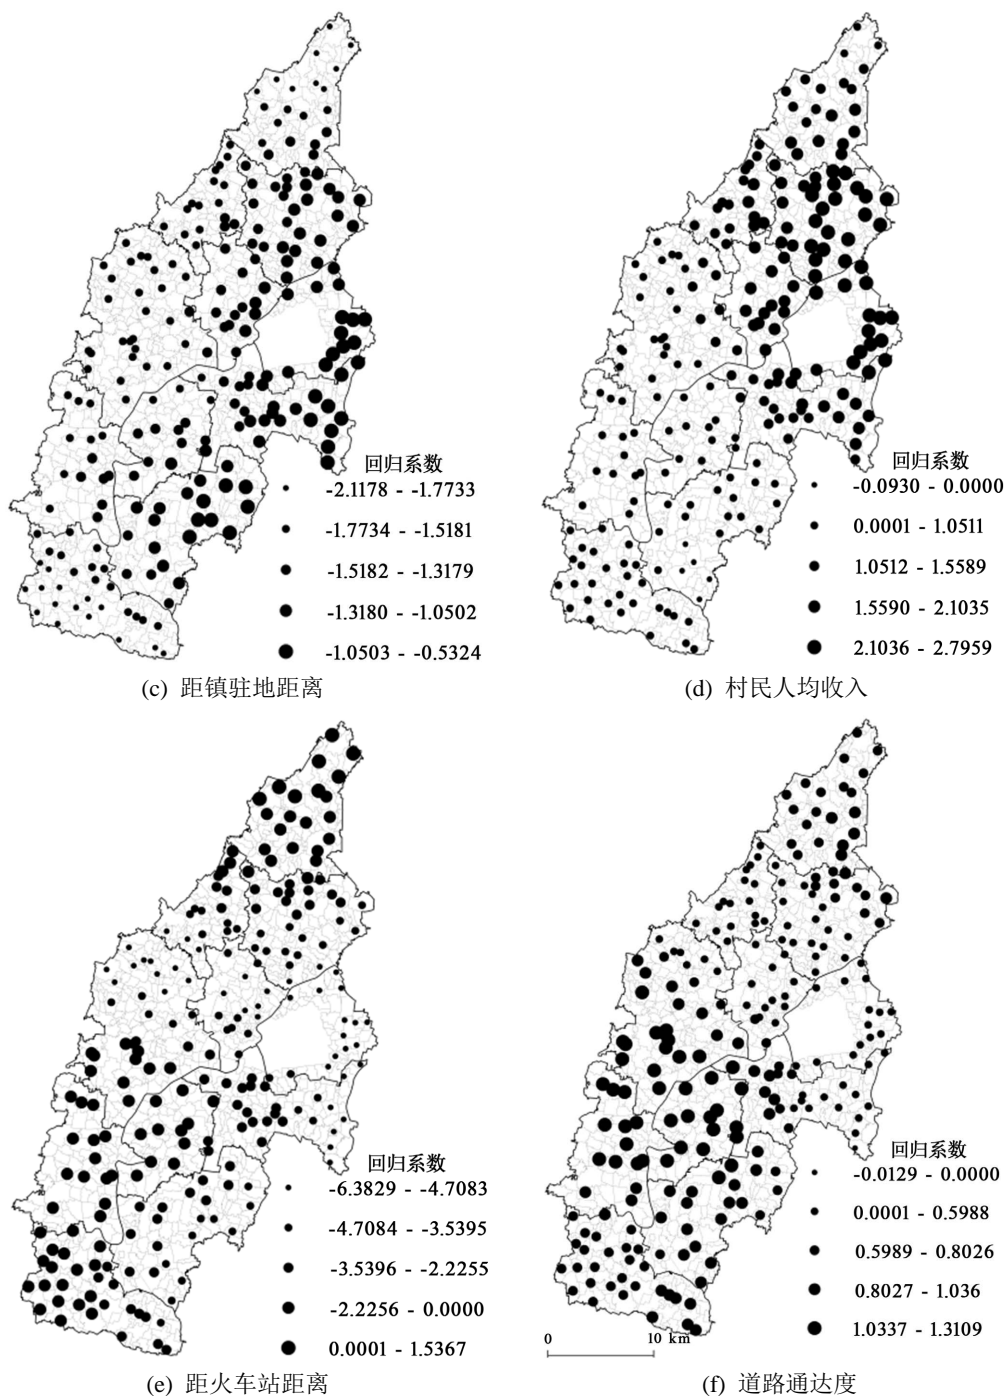 回归系数
-2.1178 - -1.7733
-1.7734 - -1.5181
-1.5182 - -1.3179
-1.3180 - -1.0502
-1.0503 - -0.5324
(c) 距镇驻地距离
回归系数
-0.0930 - 0.0000
0.0001 - 1.0511
1.0512 - 1.5589
1.5590 - 2.1035
2.1036 - 2.7959
(d) 村民人均收入
回归系数
-6.3829 - -4.7083
-4.7084 - -3.5395
-3.5396 - -2.2255
-2.2256 - 0.0000
0.0001 - 1.5367
(e) 距火车站距离
回归系数
-0.0129 - 0.0000
0.0001 - 0.5988
0.5989 - 0.8026
0.8027 - 1.036
1.0337 - 1.3109
0 10 km
(f) 道路通达度